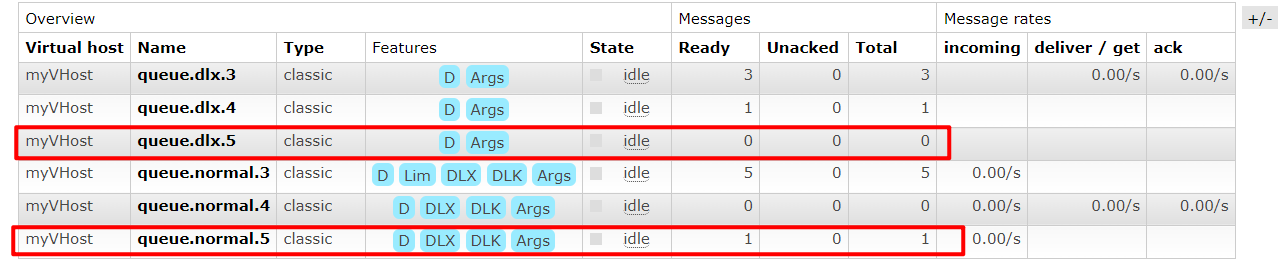 Overview Messages Message rates +/-
Virtual host Name Type Features State Ready Unacked Total incoming deliver / get ack
myVHost queue.dlx.3 classic D Args idle 3 0 3 0.00/s 0.00/s
myVHost queue.dlx.4 classic D Args idle 1 0 1
myVHost queue.dlx.5 classic D Args idle 0 0 0
myVHost queue.normal.3 classic D Lim DLX DLK Args idle 5 0 5 0.00/s
myVHost queue.normal.4 classic D DLX DLK Args idle 0 0 0 0.00/s 0.00/s 0.00/s
myVHost queue.normal.5 classic D DLX DLK Args idle 1 0 1 0.00/s